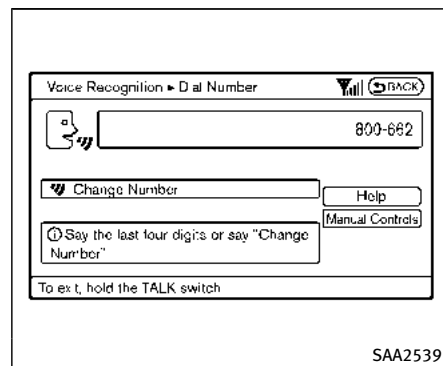 Voice Recognition ▸ Dial Number BACK
800-662
Change Number
Help
Manual Controls
Say the last four digits or say "Change
Number"
To exit, hold the TALK switch
SAA2539